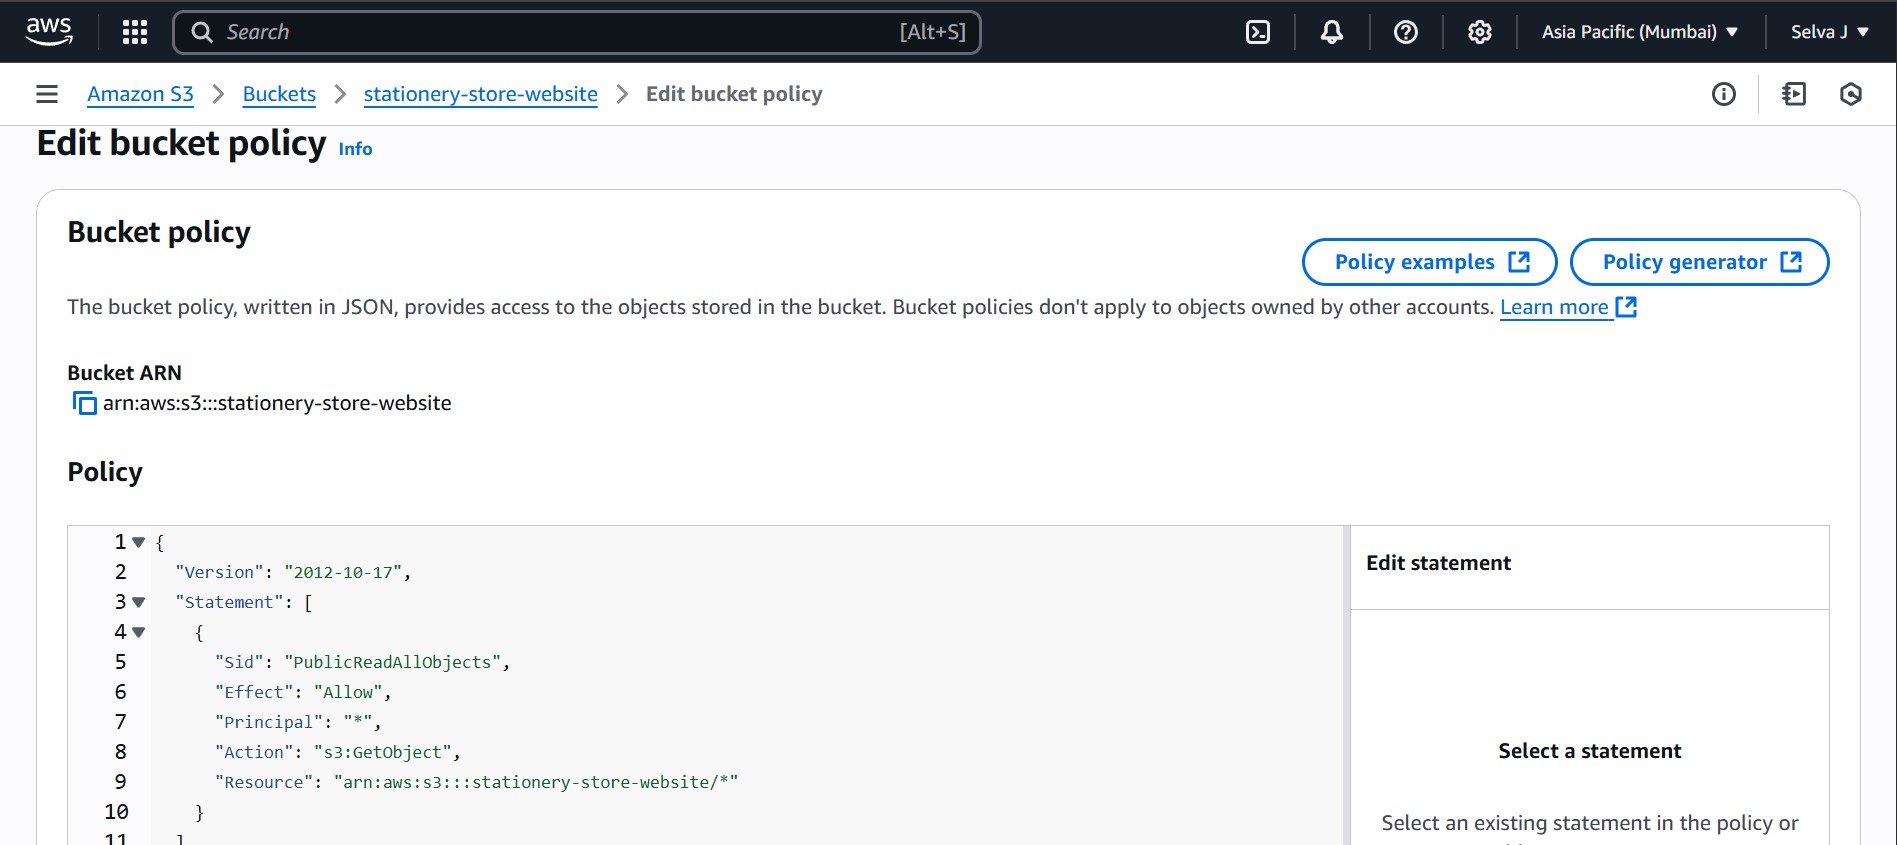 aws
Search [Alt+S]
Asia Pacific (Mumbai)
Selva J
Amazon S3 > Buckets > stationery-store-website > Edit bucket policy
Edit bucket policy Info
Bucket policy
Policy examples
Policy generator
The bucket policy, written in JSON, provides access to the objects stored in the bucket. Bucket policies don't apply to objects owned by other accounts. Learn more
Bucket ARN
arn:aws:s3:::stationery-store-website
Policy
1 {
2 "Version": "2012-10-17",
3 "Statement": [
4 {
5 "Sid": "PublicReadAllObjects",
6 "Effect": "Allow",
7 "Principal": "*",
8 "Action": "s3:GetObject",
9 "Resource": "arn:aws:s3:::stationery-store-website/*"
10 }
11 ]
Edit statement
Select a statement
Select an existing statement in the policy or